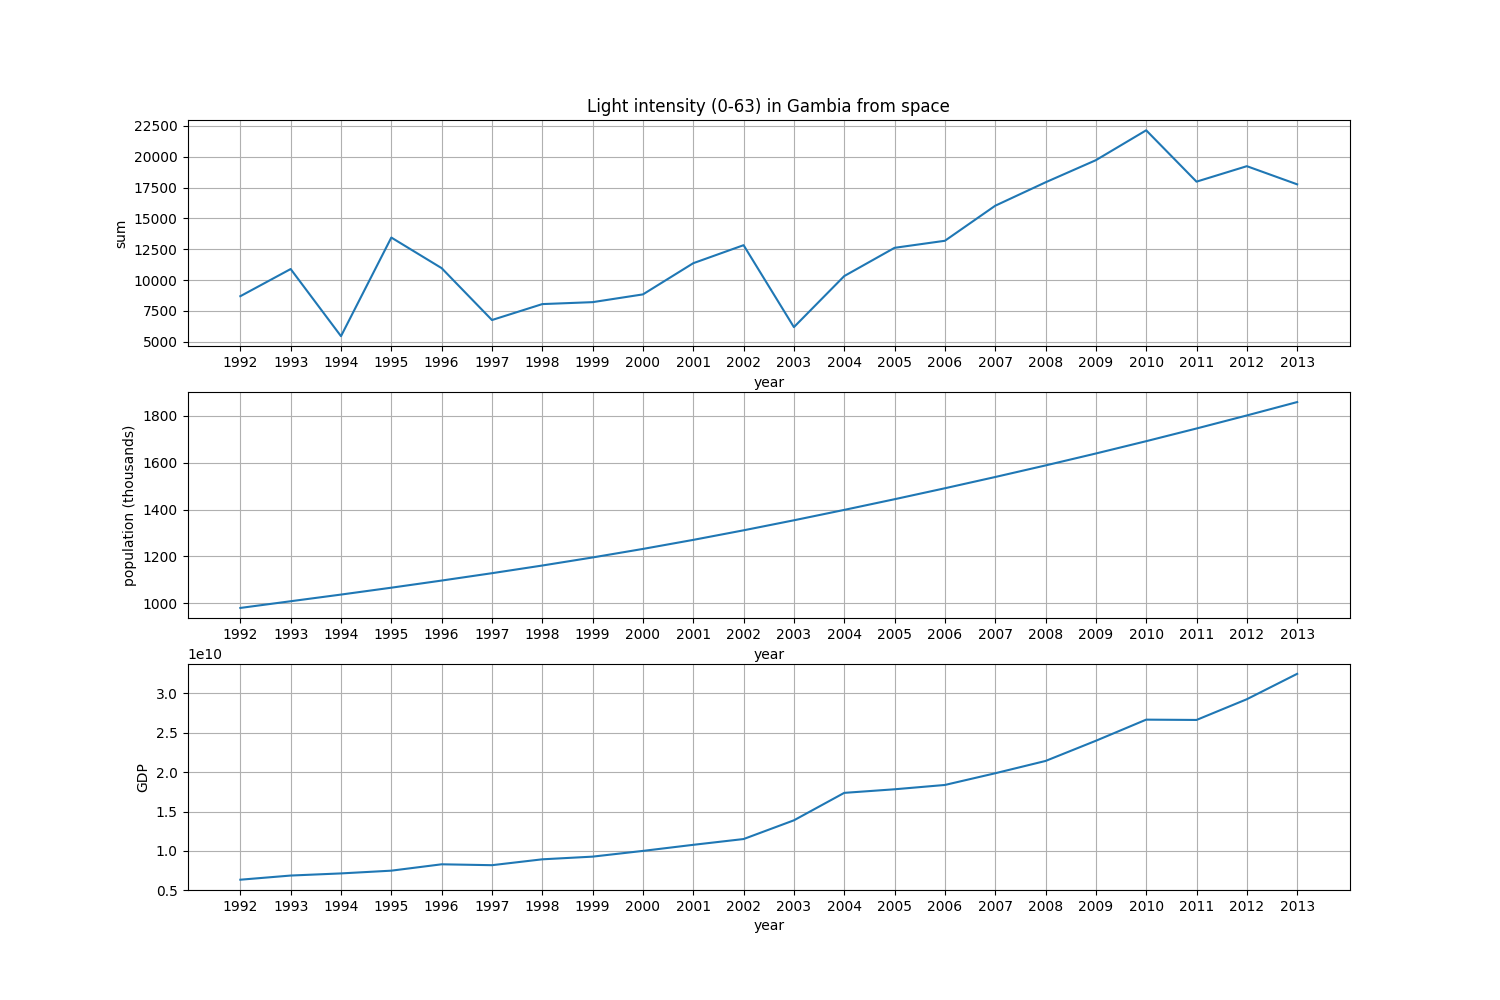 Light intensity (0-63) in Gambia from space
22500
20000
17500
15000
12500
10000
7500
5000
sum
1992 1993 1994 1995 1996 1997 1998 1999 2000 2001 2002 2003 2004 2005 2006 2007 2008 2009 2010 2011 2012 2013
year
1800
1600
1400
1200
1000
population (thousands)
1992 1993 1994 1995 1996 1997 1998 1999 2000 2001 2002 2003 2004 2005 2006 2007 2008 2009 2010 2011 2012 2013
year
1e10
3.0
2.5
2.0
1.5
1.0
0.5
GDP
1992 1993 1994 1995 1996 1997 1998 1999 2000 2001 2002 2003 2004 2005 2006 2007 2008 2009 2010 2011 2012 2013
year